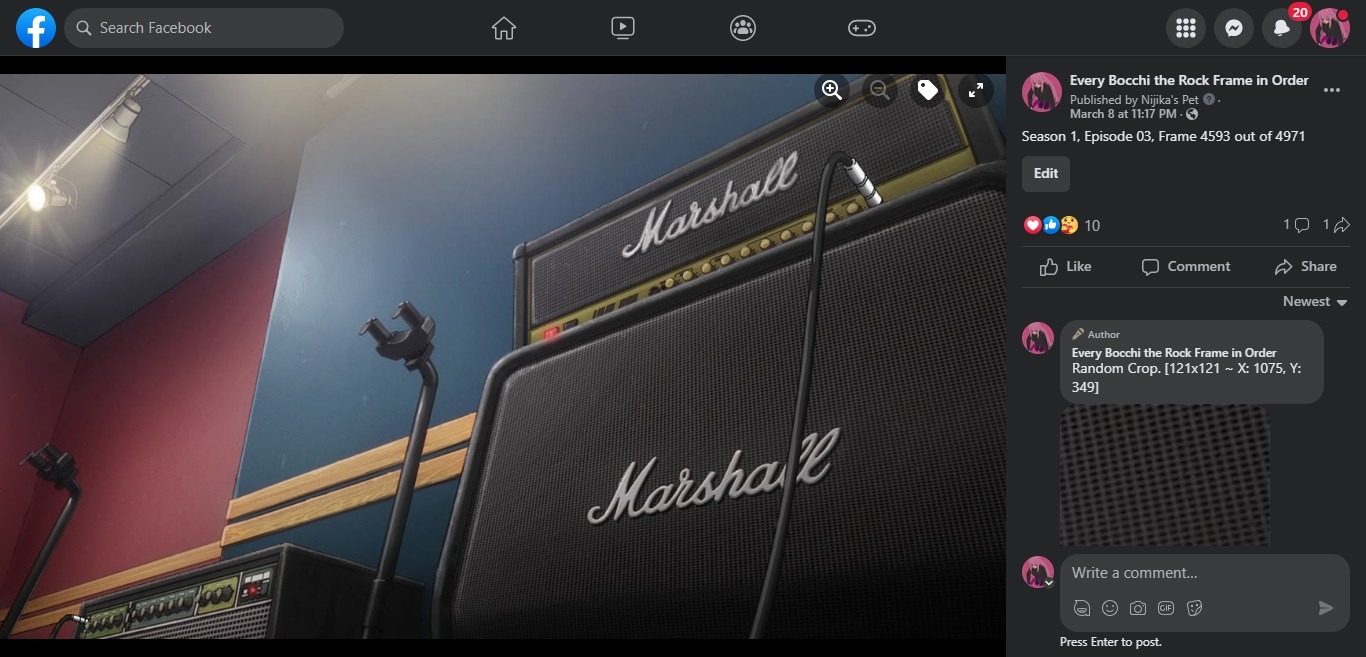 Search Facebook
20
Marshall
Marshall
Every Bocchi the Rock Frame in Order
Published by Nijika's Pet ·
March 8 at 11:17 PM ·
Season 1, Episode 03, Frame 4593 out of 4971
Edit
10
1
1
Like
Comment
Share
Newest
Author
Every Bocchi the Rock Frame in Order
Random Crop. [121x121 ~ X: 1075, Y:
349]
Write a comment...
GIF
Press Enter to post.